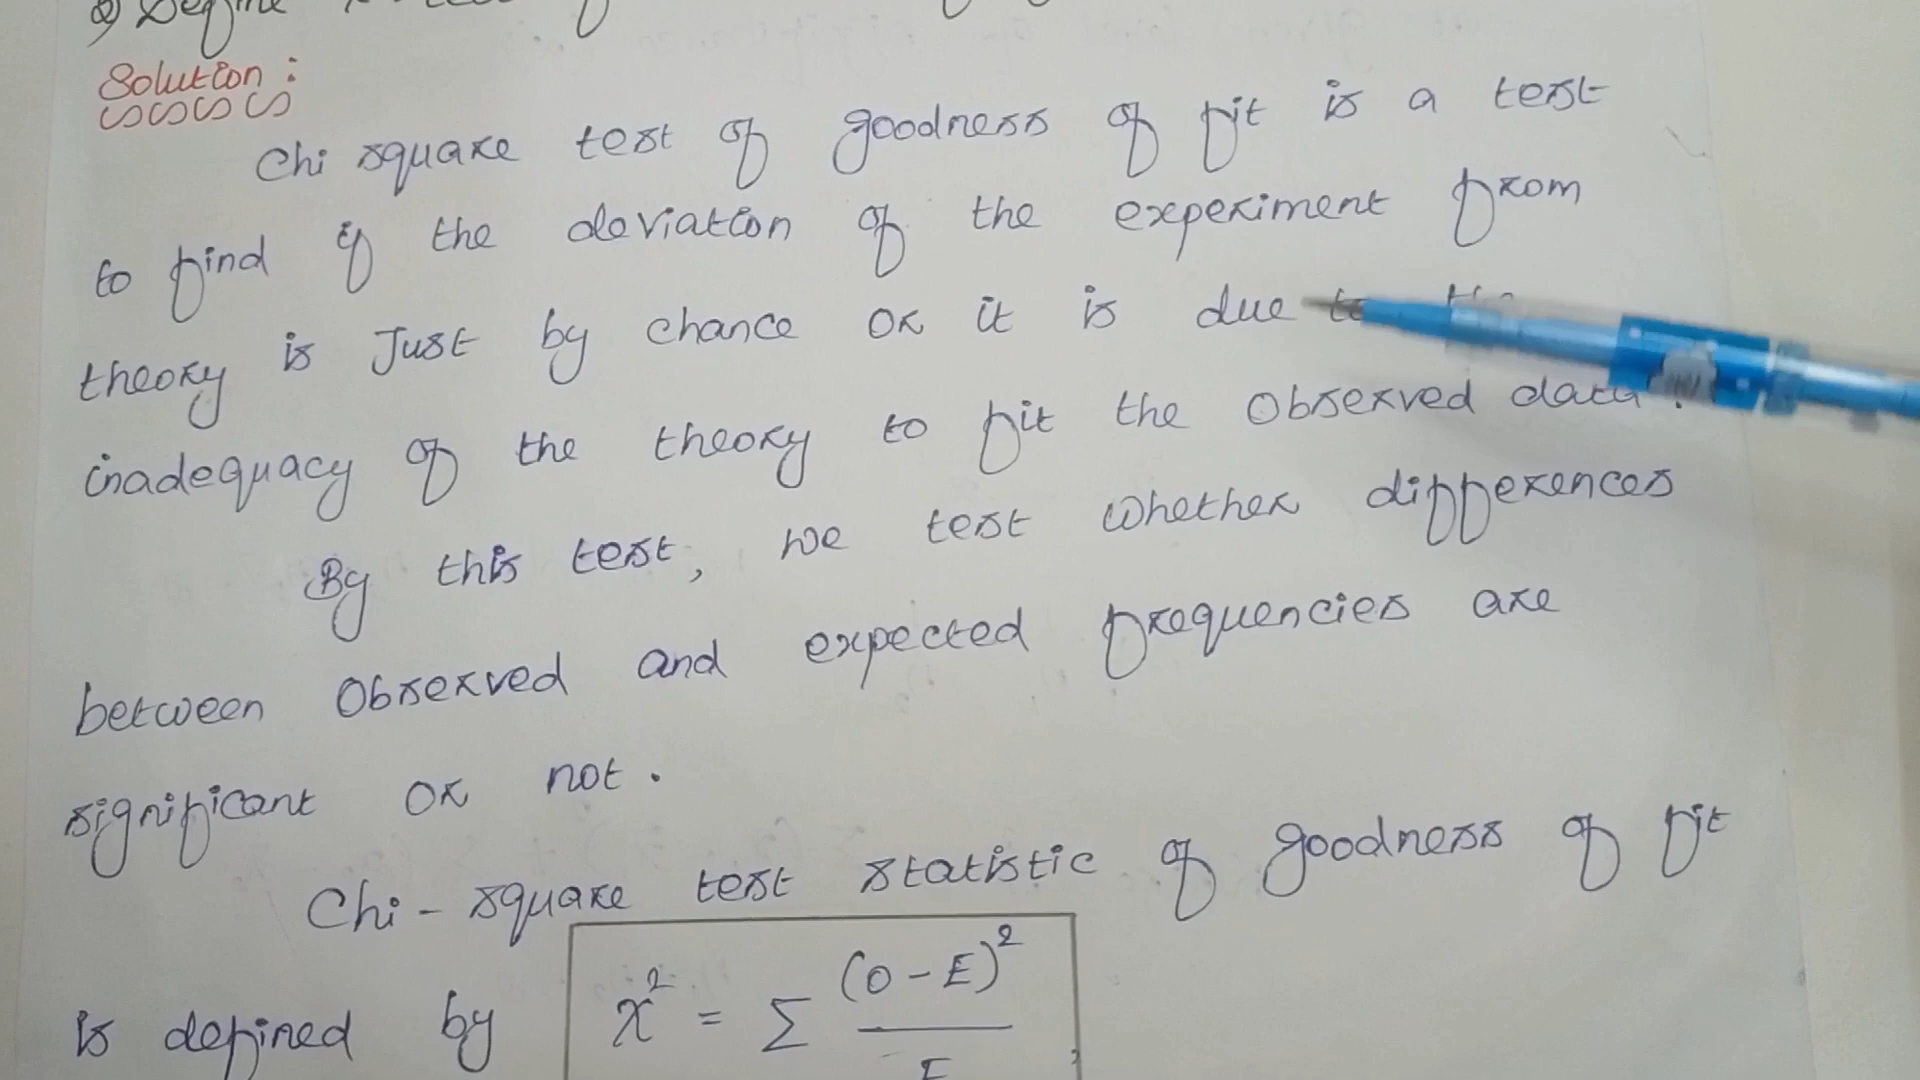 Q) Define
Solution :
Chi square test of goodness of fit is a test
to find if the deviation of the experiment from
theory is Just by chance or it is due to the
inadequacy of the theory to fit the observed data.
By this test, we test whether differences
between Observed and expected frequencies are
significant or not.
Chi - square test statistic of goodness of fit
is defined by χ² = Σ (O - E)² / E ,